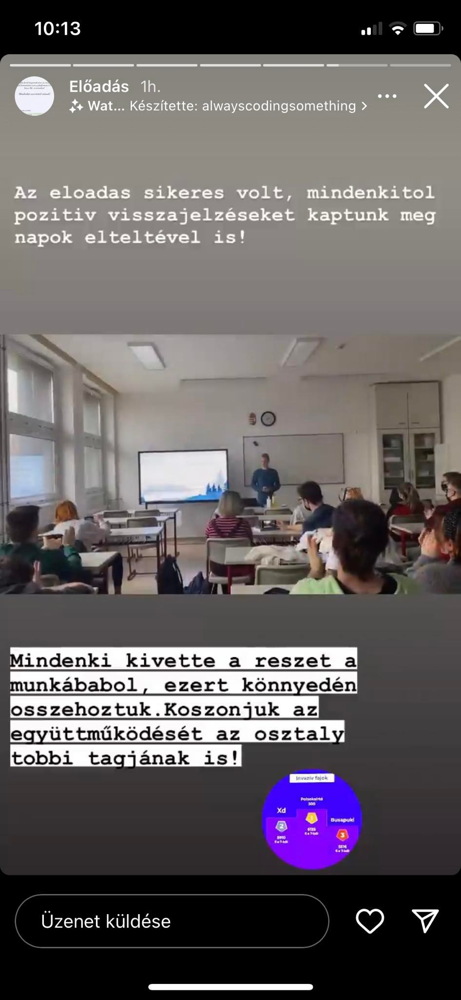 10:13
Előadás 1h.
Wat... Készítette: alwayscodingsomething
Az eloadas sikeres volt, mindenkitol
pozitiv visszajelzéseket kaptunk meg
napok elteltével is!
Mindenki kivette a reszet a
munkábabol, ezert könnyedén
osszehoztuk.Koszonjuk az
együttműködését az osztaly
tobbi tagjának is!
Invazív fajok
300
Xd
1
Busapuki
2
6135
6 a 7-ből
3
5910
6 a 7-ből
5516
6 a 7-ből
Üzenet küldése